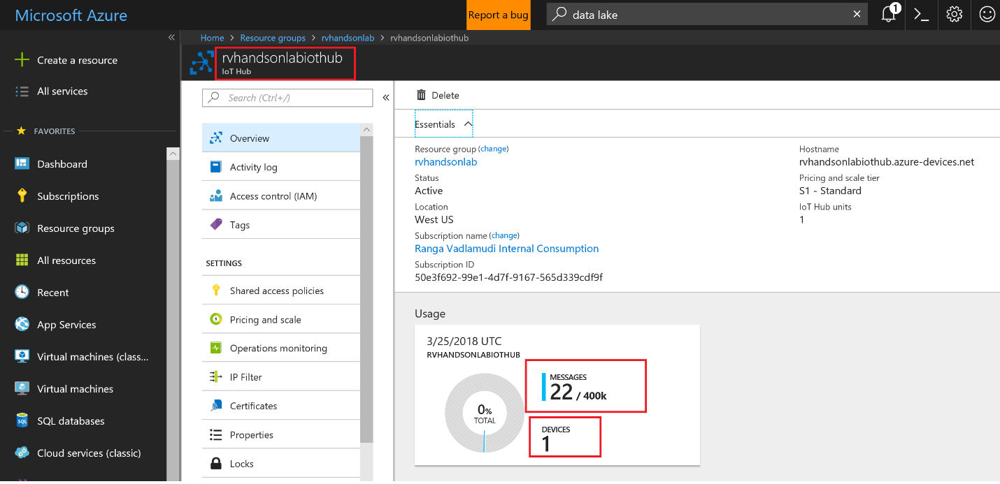 Microsoft Azure
Report a bug
data lake
1
Home > Resource groups > rvhandsonlab > rvhandsonlabiothub
rvhandsonlabiothub
IoT Hub
Create a resource
All services
FAVORITES
Dashboard
Subscriptions
Resource groups
All resources
Recent
App Services
Virtual machines (class...
Virtual machines
SQL databases
Cloud services (classic)
Search (Ctrl+/)
Overview
Activity log
Access control (IAM)
Tags
SETTINGS
Shared access policies
Pricing and scale
Operations monitoring
IP Filter
Certificates
Properties
Locks
Delete
Essentials
Resource group (change)
rvhandsonlab
Status
Active
Location
West US
Subscription name (change)
Ranga Vadlamudi Internal Consumption
Subscription ID
50e3f692-99e1-4d7f-9167-565d339cdf9f
Hostname
rvhandsonlabiothub.azure-devices.net
Pricing and scale tier
S1 - Standard
IoT Hub units
1
Usage
3/25/2018 UTC
RVHANDSONLABIOTHUB
0%
TOTAL
MESSAGES
22 / 400k
DEVICES
1